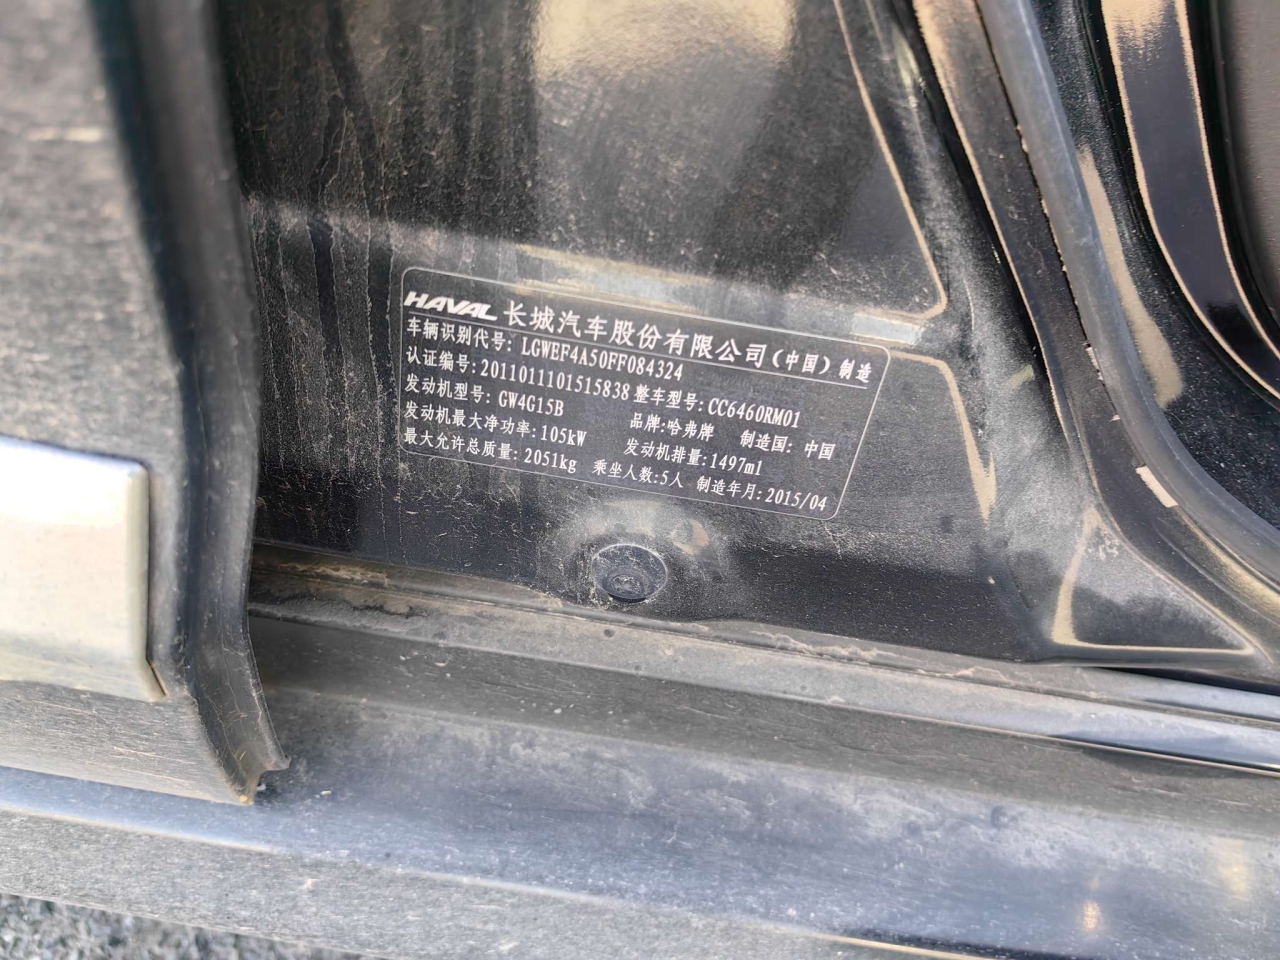 HAVAL 长城汽车股份有限公司(中国)制造
车辆识别代号: LGWEF4A50FF084324
认证编号: 2011011101515838 整车型号: CC6460RM01
发动机型号: GW4G15B 品牌: 哈弗牌 制造国: 中国
发动机最大净功率: 105kW 发动机排量: 1497ml
最大允许总质量: 2051kg 乘坐人数: 5人 制造年月: 2015/04